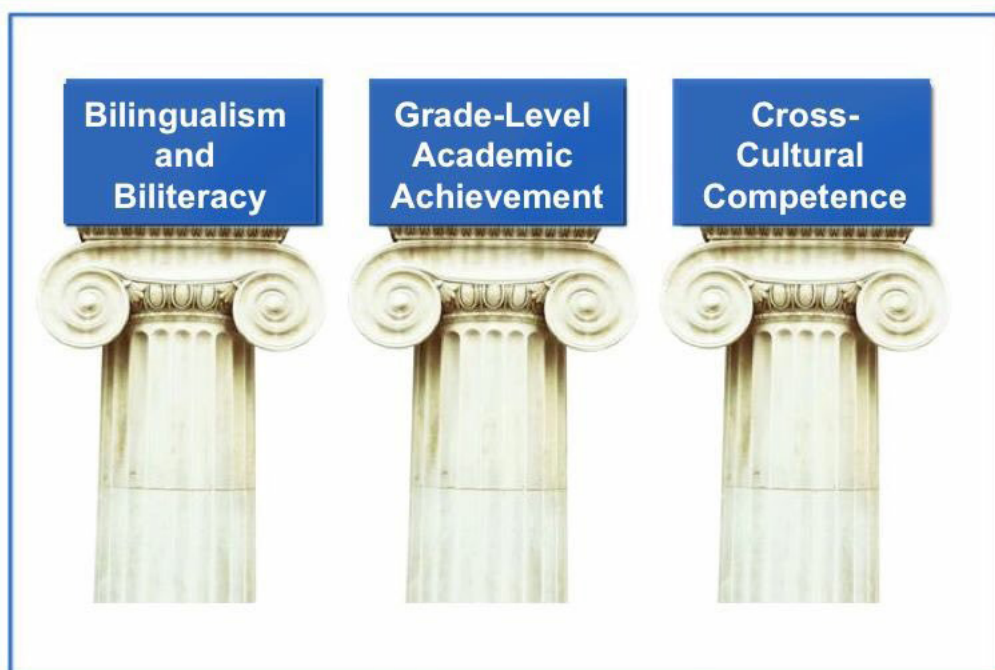 Bilingualism
and
Biliteracy
Grade-Level
Academic
Achievement
Cross-
Cultural
Competence